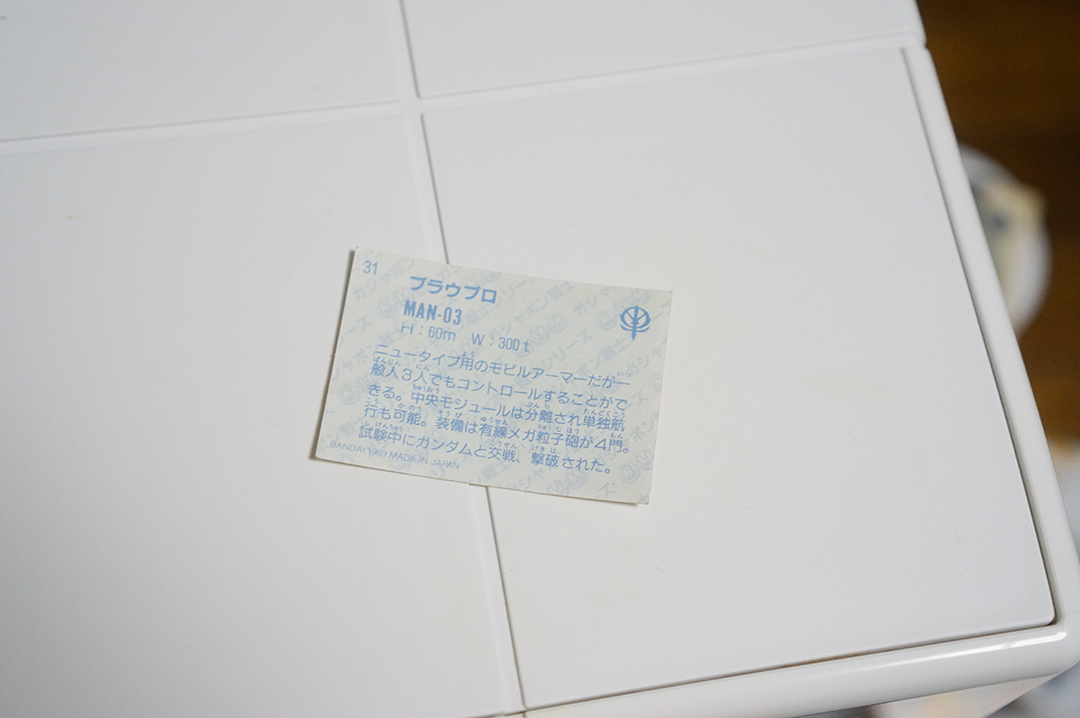 31
ブラウブロ
MAN-03
H：60m W：300t
ニュータイプ用のモビルアーマーだが一
般人3人でもコントロールすることがで
きる。中央モジュールは分離され単独航
行も可能。装備は有線メガ粒子砲が4門。
試験中にガンダムと交戦、撃破された。
BANDAI 1989 MADE IN JAPAN